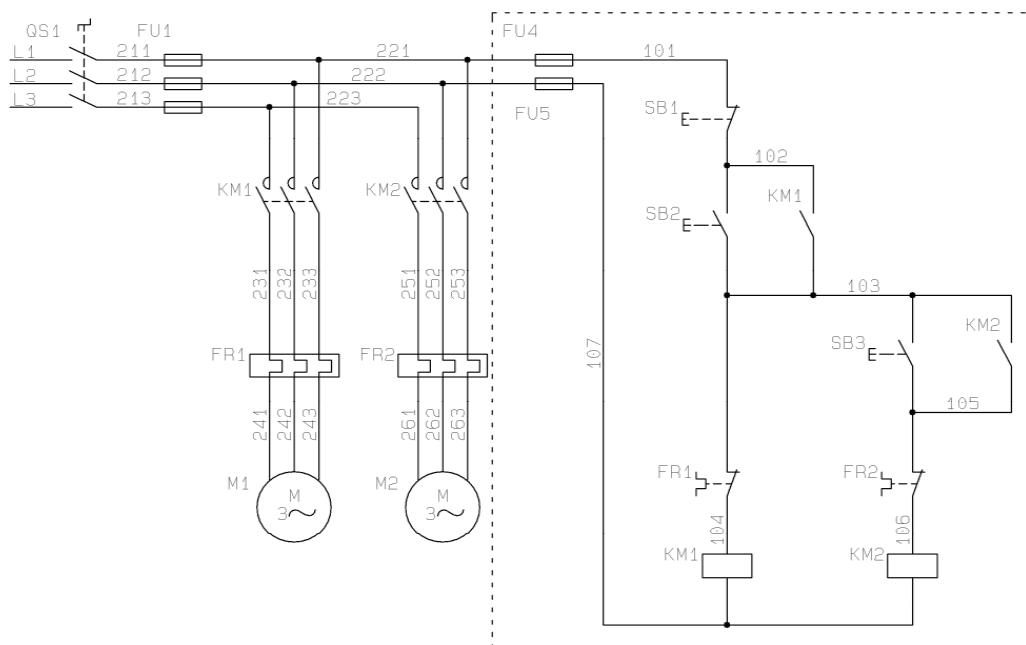 QS1 FU1 FU4
L1 211 221 101
L2 212 222
L3 213 223 FU5
SB1
102
KM1 KM2 KM1
SB2
231 232 233 251 252 253 103
KM2
SB3
107
FR1 FR2
105
241 242 243 261 262 263
FR1 FR2
M1 M M2 M
3 3
104 106
KM1 KM2